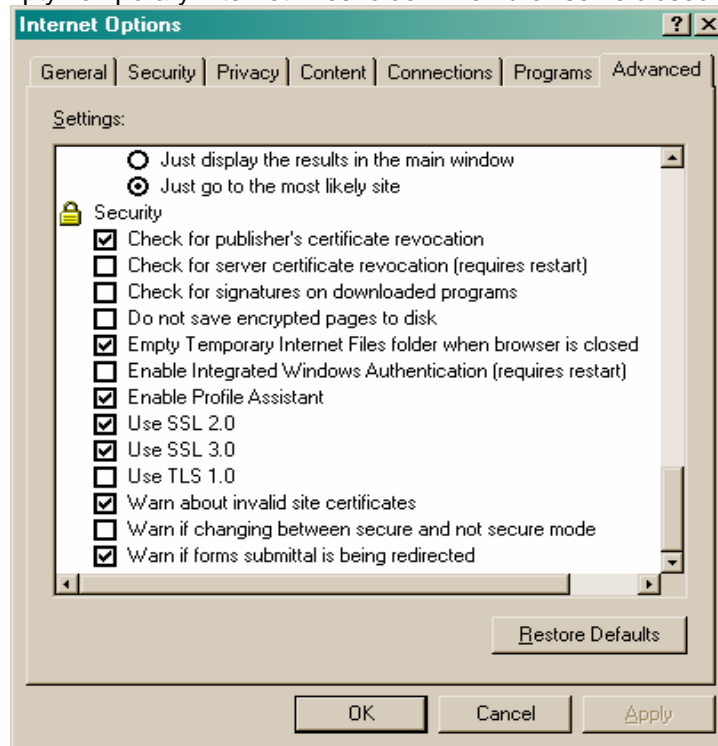 Internet Options
General Security Privacy Content Connections Programs Advanced
Settings:
Just display the results in the main window
Just go to the most likely site
Security
Check for publisher's certificate revocation
Check for server certificate revocation (requires restart)
Check for signatures on downloaded programs
Do not save encrypted pages to disk
Empty Temporary Internet Files folder when browser is closed
Enable Integrated Windows Authentication (requires restart)
Enable Profile Assistant
Use SSL 2.0
Use SSL 3.0
Use TLS 1.0
Warn about invalid site certificates
Warn if changing between secure and not secure mode
Warn if forms submittal is being redirected
Restore Defaults
OK Cancel Apply